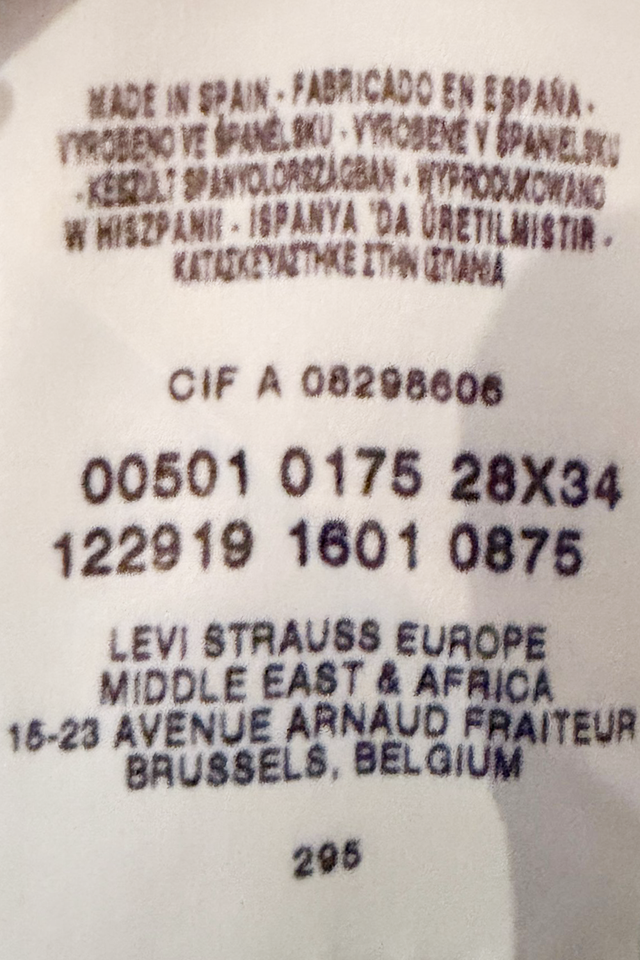 MADE IN SPAIN · FABRICADO EN ESPAÑA ·
VYROBENO VE ŠPANĚLSKU · VYROBENÉ V ŠPANIELSKU
· KÉSZÜLT SPANYOLORSZÁGBAN · WYPRODUKOWANO
W HISZPANII · ISPANYA 'DA ÜRETILMISTIR ·
ΚΑΤΑΣΚΕΥΑΣΤΗΚΕ ΣΤΗΝ ΙΣΠΑΝΙΑ
CIF A 08298606
00501 0175 28X34
122919 1601 0875
LEVI STRAUSS EUROPE
MIDDLE EAST & AFRICA
15-23 AVENUE ARNAUD FRAITEUR
BRUSSELS, BELGIUM
295